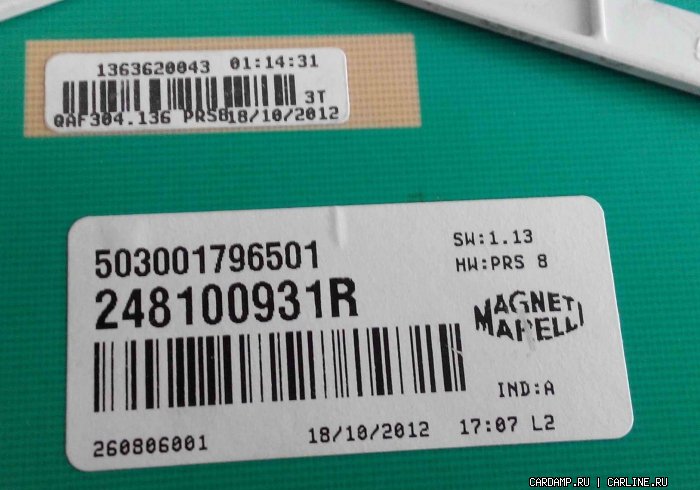 1363620043 01:14:31
3T
QAF304.136 PRS8 18/10/2012
503001796501
248100931R
SW:1.13
HW:PRS 8
MAGNETI
MARELLI
IND:A
260806001 18/10/2012 17:07 L2
CARDAMP.RU | CARLINE.RU